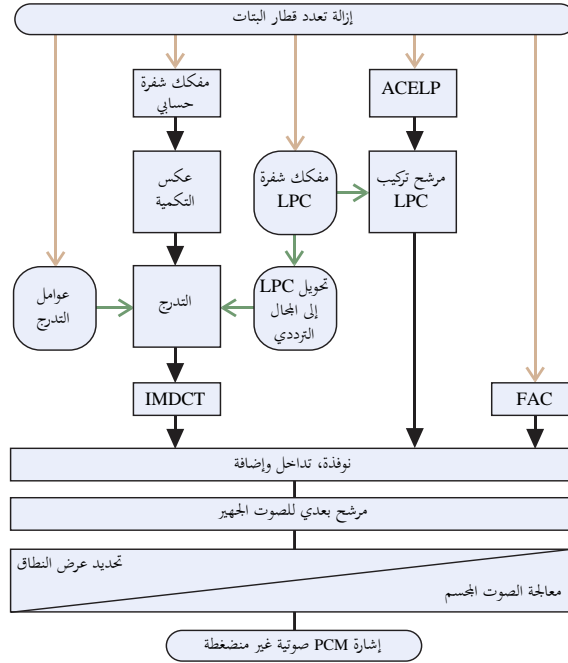 إزالة تعدد قطار البتات
مفكك شفرة
حسابي
ACELP
عكس
التكمية
مفكك شفرة
LPC
مرشح تركيب
LPC
عوامل
التدرج
التدرج
تحويل LPC
إلى المجال
الترددي
IMDCT
FAC
نوفذة، تداخل وإضافة
مرشح بعدي للصوت الجهير
تحديد عرض النطاق
معالجة الصوت المجسم
إشارة PCM صوتية غير منضغطة